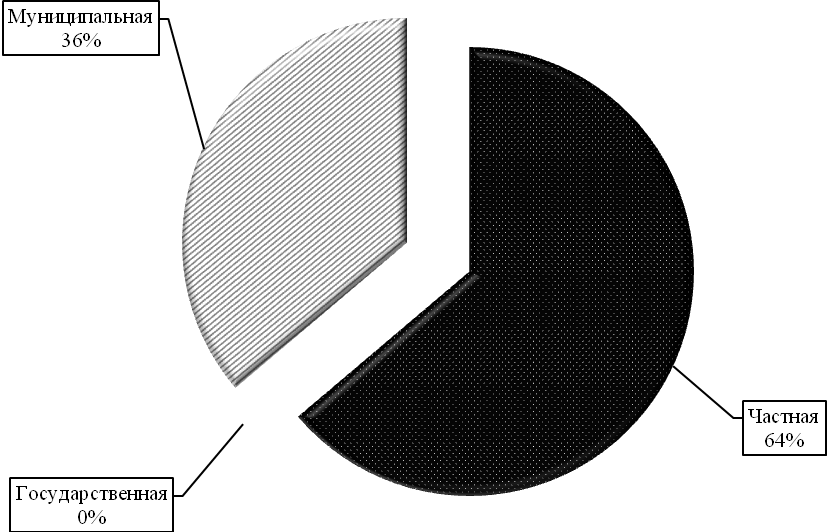 Муниципальная
36%
Частная
64%
Государственная
0%